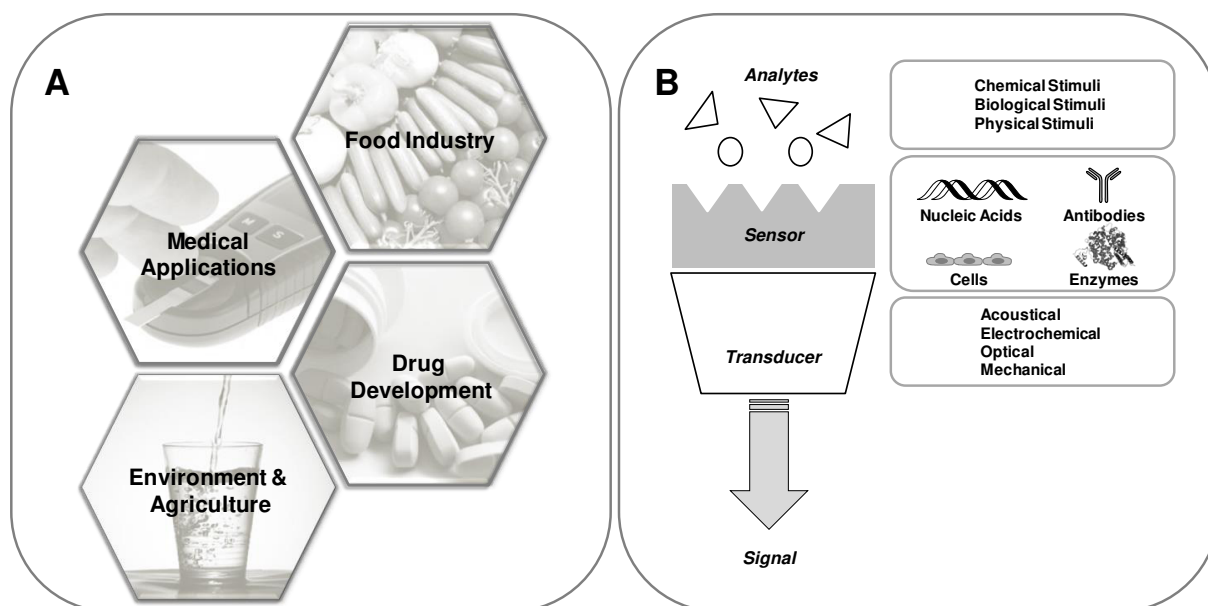 A
Food Industry
Medical
Applications
Drug
Development
Environment &
Agriculture
B
Analytes
Chemical Stimuli
Biological Stimuli
Physical Stimuli
Sensor
Nucleic Acids
Antibodies
Cells
Enzymes
Transducer
Acoustical
Electrochemical
Optical
Mechanical
Signal
M
S